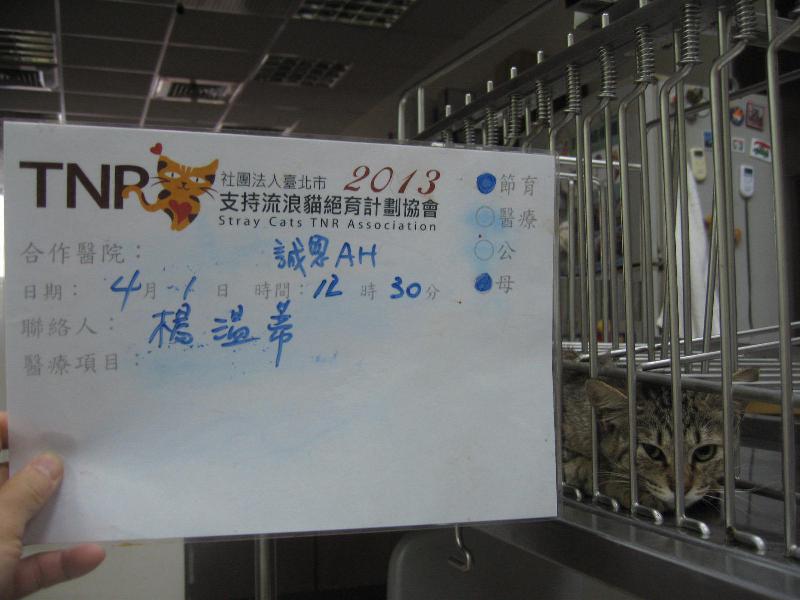 TNR 社團法人臺北市 2013
支持流浪貓絕育計劃協會
Stray Cats TNR Association
節育
醫療
公
母
合作醫院： 誠恩AH
日期： 4月 1 日 時間：12 時 30分
聯絡人： 楊溫蒂
醫療項目：